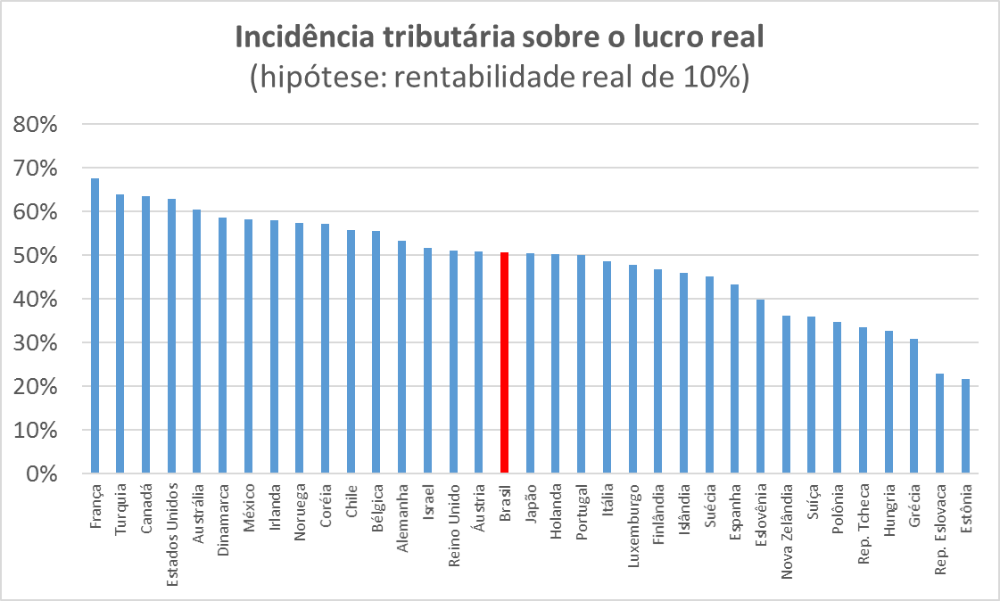 Incidência tributária sobre o lucro real
(hipótese: rentabilidade real de 10%)
80%
70%
60%
50%
40%
30%
20%
10%
0%
França
Turquia
Canadá
Estados Unidos
Austrália
Dinamarca
México
Irlanda
Noruega
Coréia
Chile
Bélgica
Alemanha
Israel
Reino Unido
Áustria
Brasil
Japão
Holanda
Portugal
Itália
Luxemburgo
Finlândia
Islândia
Suécia
Espanha
Eslovênia
Nova Zelândia
Suíça
Polônia
Rep. Tcheca
Hungria
Grécia
Rep. Eslovaca
Estônia